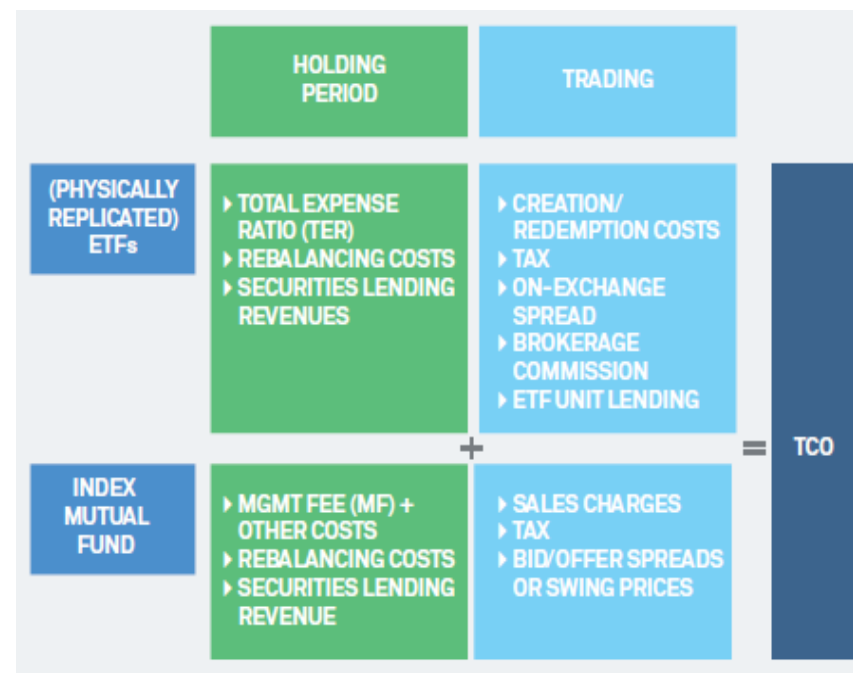 HOLDING
PERIOD
TRADING
(PHYSICALLY
REPLICATED)
ETFs
▸ TOTAL EXPENSE
RATIO (TER)
▸ REBALANCING COSTS
▸ SECURITIES LENDING
REVENUES
▸ CREATION/
REDEMPTION COSTS
▸ TAX
▸ ON-EXCHANGE
SPREAD
▸ BROKERAGE
COMMISSION
▸ ETF UNIT LENDING
+
=
TCO
INDEX
MUTUAL
FUND
▸ MGMT FEE (MF) +
OTHER COSTS
▸ REBALANCING COSTS
▸ SECURITIES LENDING
REVENUE
▸ SALES CHARGES
▸ TAX
▸ BID/OFFER SPREADS
OR SWING PRICES